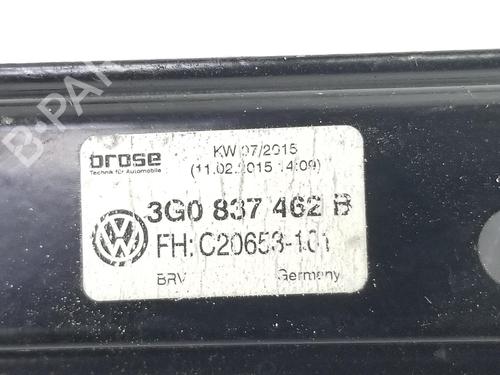 brose
Technik für Automobile
KW 07/2015
(11.02.2015 14:09)
3G0 837 462 B
FH: C20653-101
BRV
Germany
B-PAR